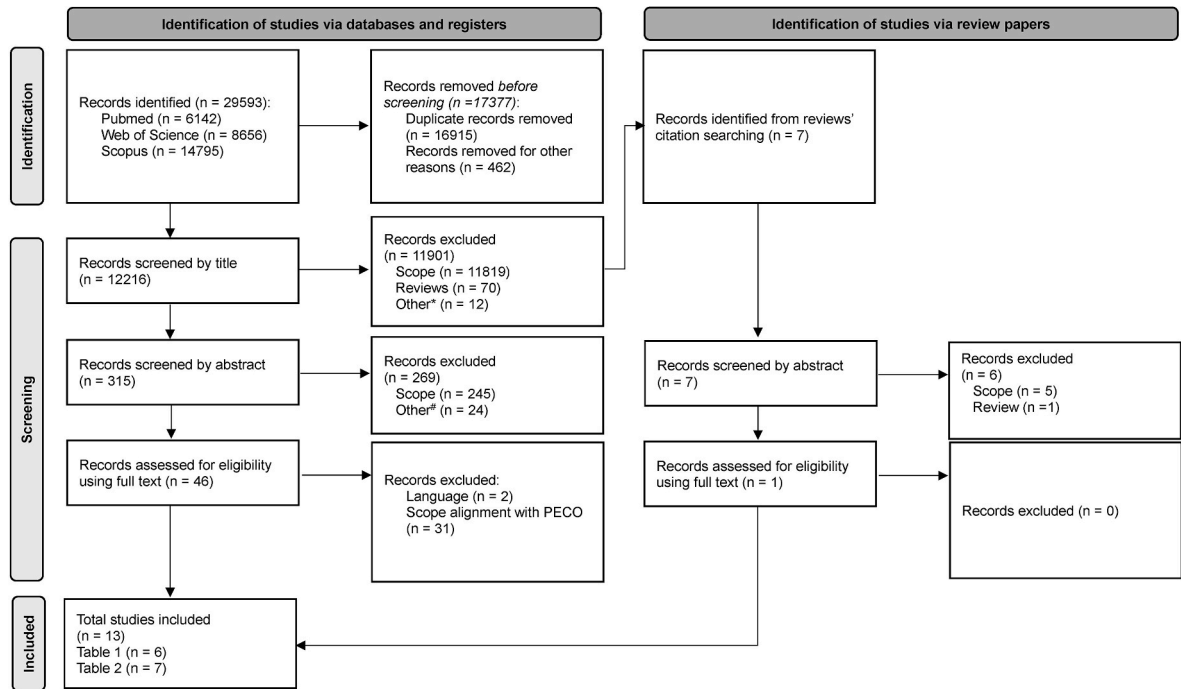 Identification of studies via databases and registers
Identification of studies via review papers
Identification
Records identified (n = 29593):
Pubmed (n = 6142)
Web of Science (n = 8656)
Scopus (n = 14795)
Records removed before
screening (n =17377):
Duplicate records removed
(n = 16915)
Records removed for other
reasons (n = 462)
Records identified from reviews'
citation searching (n = 7)
Screening
Records screened by title
(n = 12216)
Records excluded
(n = 11901)
Scope (n = 11819)
Reviews (n = 70)
Other* (n = 12)
Records screened by abstract
(n = 315)
Records excluded
(n = 269)
Scope (n = 245)
Other# (n = 24)
Records screened by abstract
(n = 7)
Records excluded
(n = 6)
Scope (n = 5)
Review (n =1)
Records assessed for eligibility
using full text (n = 46)
Records excluded:
Language (n = 2)
Scope alignment with PECO
(n = 31)
Records assessed for eligibility
using full text (n = 1)
Records excluded (n = 0)
Included
Total studies included
(n = 13)
Table 1 (n = 6)
Table 2 (n = 7)